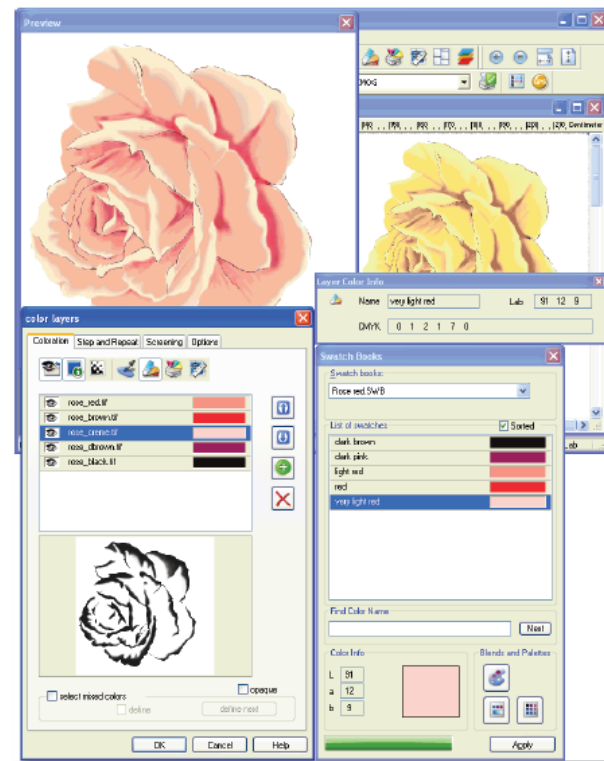 Preview
Centimeter
Layer Color Info
Name very light red Lab 91 12 9
CMYK 0 1 2 1 7 0
color layers
Coloration Step and Repeat Screening Options
rose_red.tif
rose_brown.tif
rose_creme.tif
rose_dbrown.tif
rose_black.tif
select mixed colors
opaque
define
define next
OK Cancel Help
Swatch Books
Swatch books:
Rose red.SWB
List of swatches Sorted
dark brown
dark pink
light red
red
very light red
Find Color Name
Next
Color Info Blends and Palettes
L 91
a 12
b 9
Apply
Lab